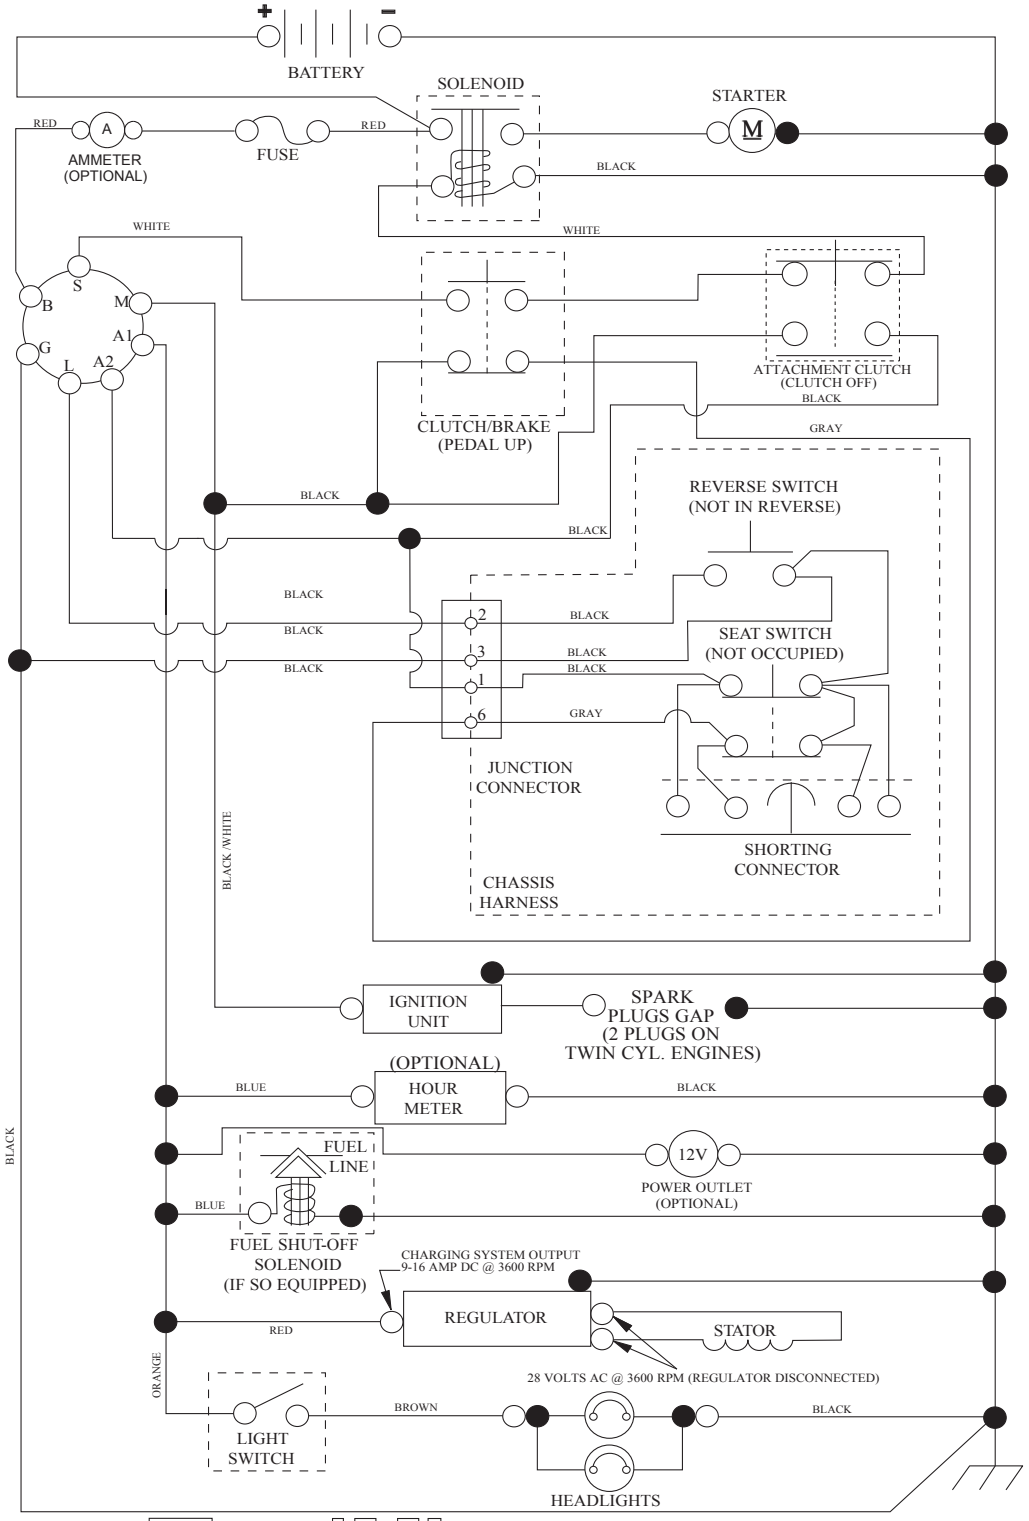 + −
BATTERY
SOLENOID
STARTER
RED
A
RED
M
FUSE
AMMETER
(OPTIONAL)
BLACK
WHITE
WHITE
S
B
M
G
A1
L
A2
ATTACHMENT CLUTCH
(CLUTCH OFF)
BLACK
CLUTCH/BRAKE
(PEDAL UP)
GRAY
REVERSE SWITCH
(NOT IN REVERSE)
BLACK
BLACK
BLACK
2
BLACK
BLACK
SEAT SWITCH
(NOT OCCUPIED)
3
BLACK
BLACK
BLACK
1
6
GRAY
JUNCTION
CONNECTOR
BLACK /WHITE
SHORTING
CONNECTOR
CHASSIS
HARNESS
IGNITION
UNIT
SPARK
PLUGS GAP
(2 PLUGS ON
TWIN CYL. ENGINES)
(OPTIONAL)
BLUE
HOUR
METER
BLACK
BLACK
FUEL
LINE
12V
POWER OUTLET
(OPTIONAL)
BLUE
FUEL SHUT-OFF
SOLENOID
(IF SO EQUIPPED)
CHARGING SYSTEM OUTPUT
9-16 AMP DC @ 3600 RPM
REGULATOR
RED
STATOR
ORANGE
28 VOLTS AC @ 3600 RPM (REGULATOR DISCONNECTED)
BROWN
BLACK
LIGHT
SWITCH
HEADLIGHTS